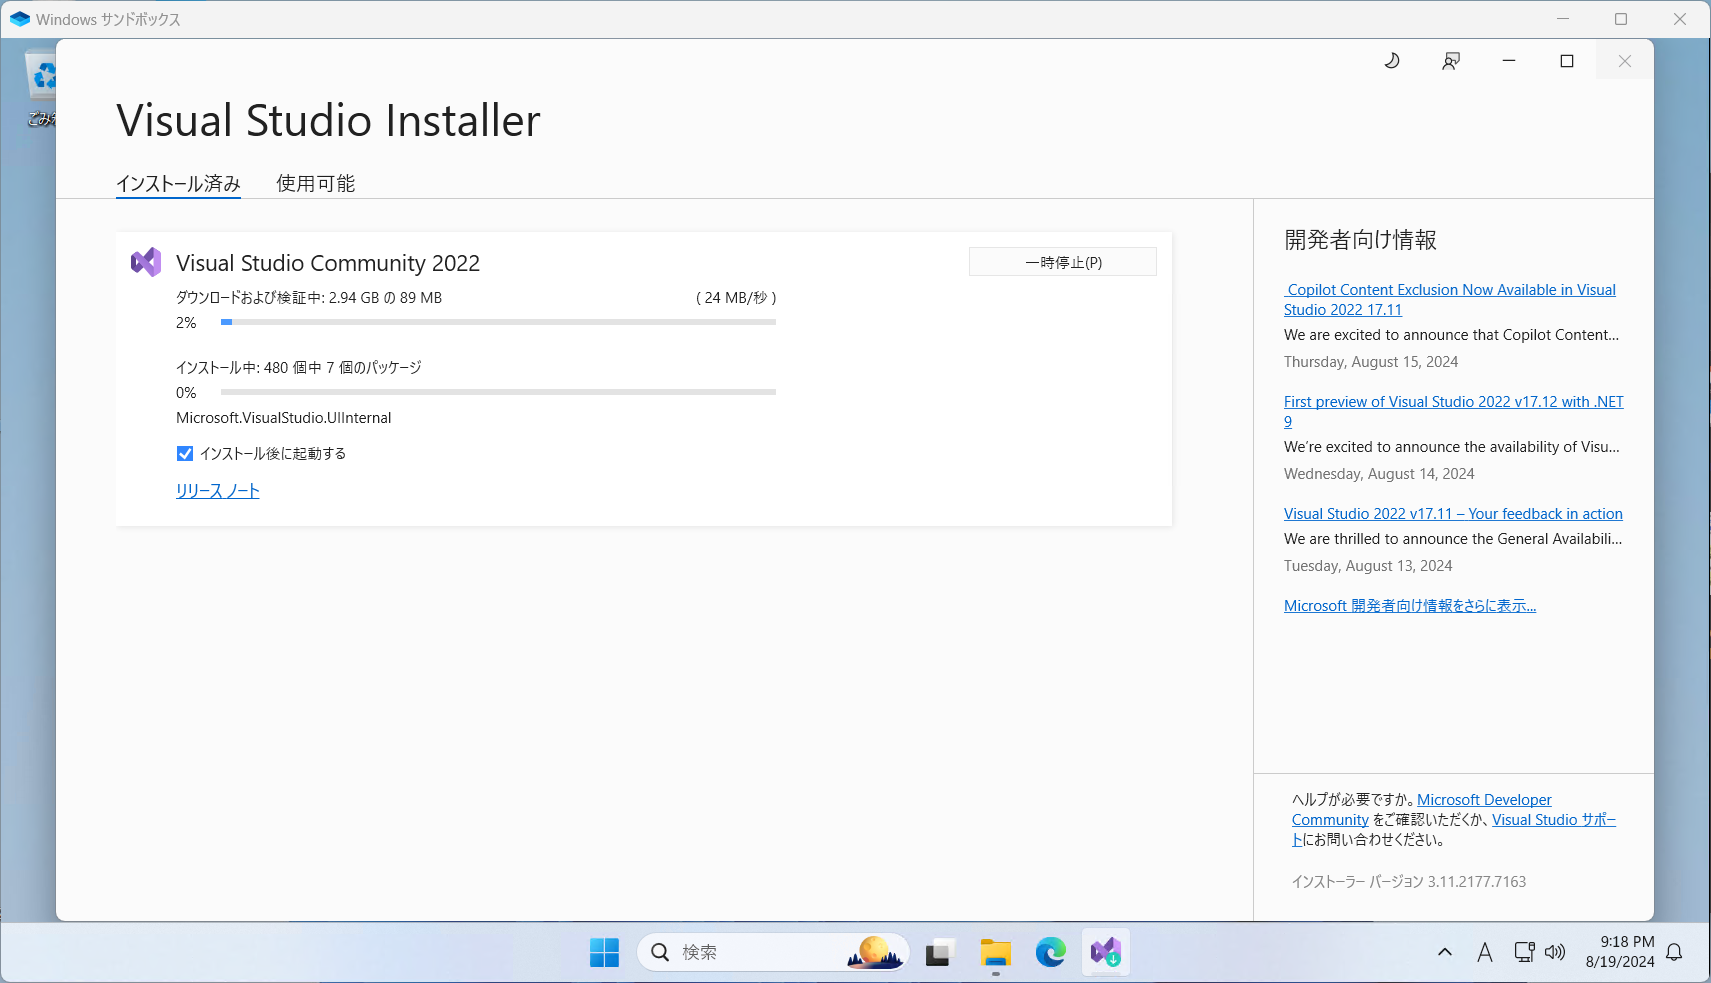 Windows サンドボックス
Visual Studio Installer
インストール済み
使用可能
Visual Studio Community 2022
一時停止(P)
ダウンロードおよび検証中: 2.94 GB の 89 MB
( 24 MB/秒 )
2%
インストール中: 480 個中 7 個のパッケージ
0%
Microsoft.VisualStudio.UIInternal
インストール後に起動する
リリース ノート
開発者向け情報
Copilot Content Exclusion Now Available in Visual
Studio 2022 17.11
We are excited to announce that Copilot Content...
Thursday, August 15, 2024
First preview of Visual Studio 2022 v17.12 with .NET
9
We're excited to announce the availability of Visu...
Wednesday, August 14, 2024
Visual Studio 2022 v17.11 – Your feedback in action
We are thrilled to announce the General Availabili...
Tuesday, August 13, 2024
Microsoft 開発者向け情報をさらに表示...
ヘルプが必要ですか。Microsoft Developer
Community をご確認いただくか、Visual Studio サポー
トにお問い合わせください。
インストーラー バージョン 3.11.2177.7163
検索
A
9:18 PM
8/19/2024